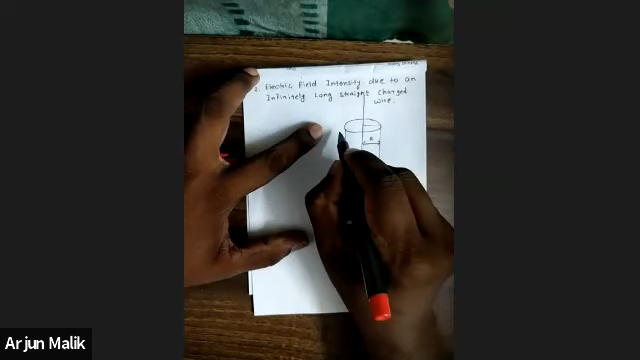 Electric Field Intensity due to an
Infinitely Long Straight Charged
wire.
R
Arjun Malik